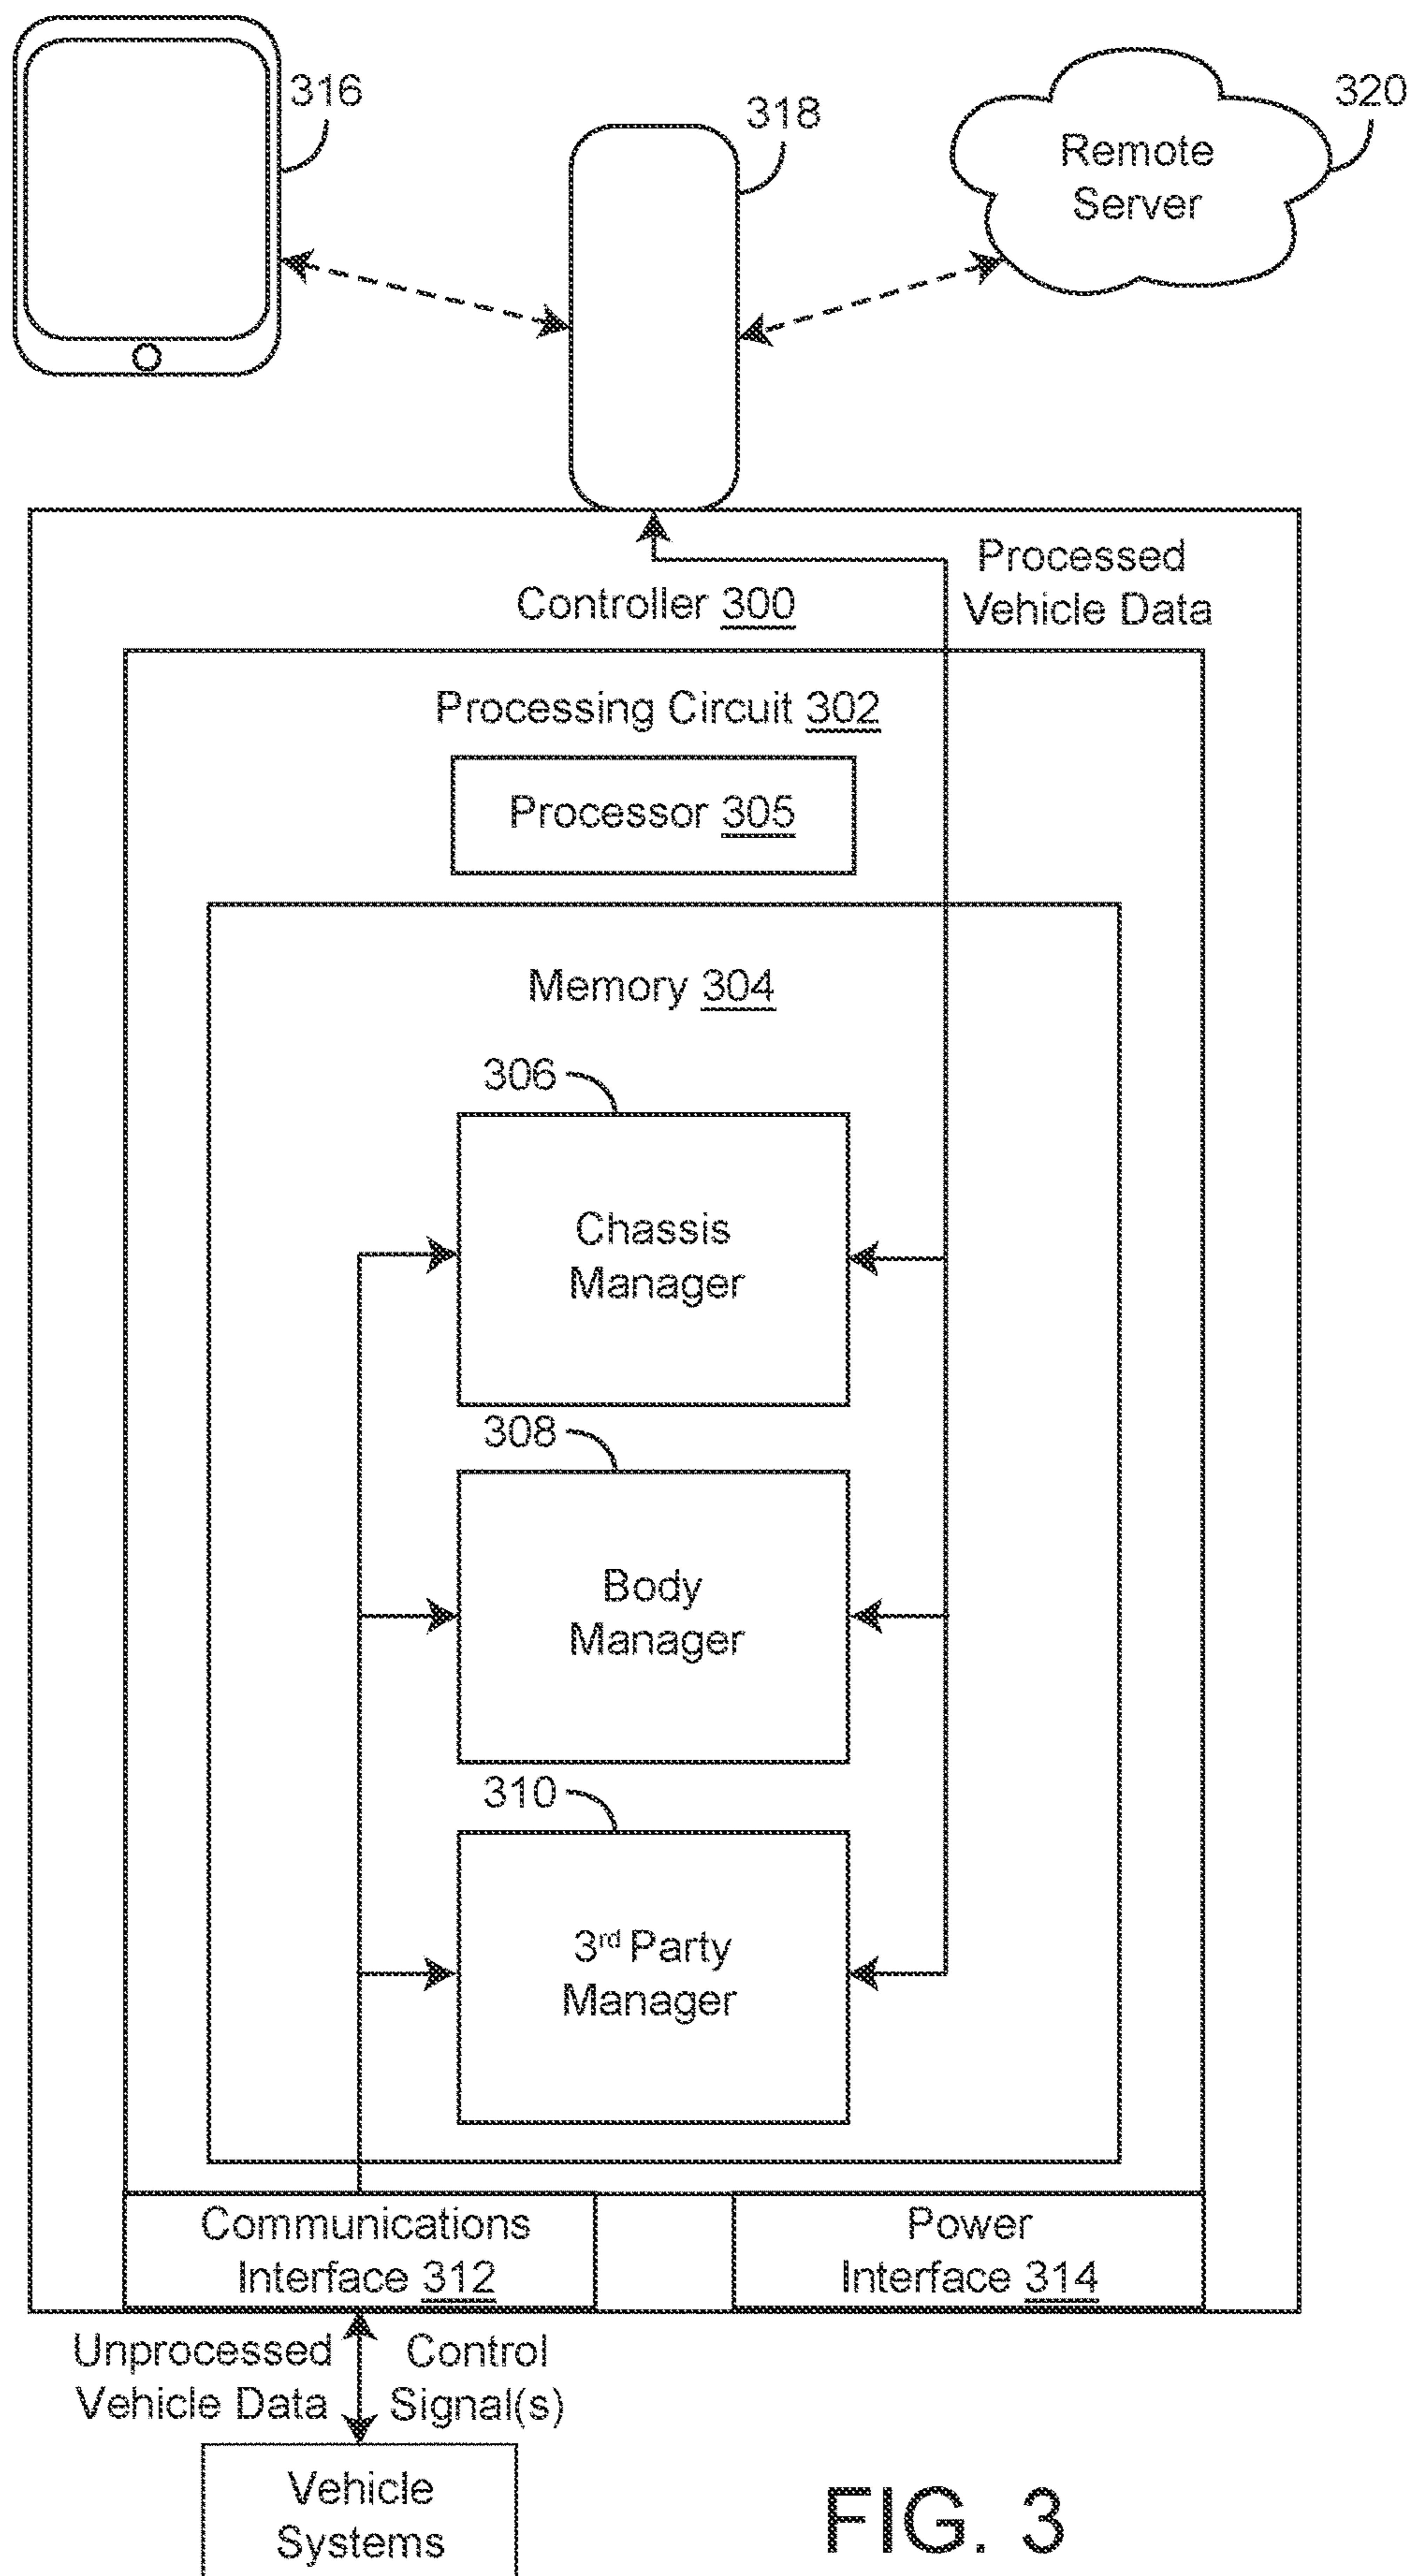 316
318
320
Remote
Server
Processed
Vehicle Data
Controller 300
Processing Circuit 302
Processor 305
Memory 304
306
Chassis
Manager
308
Body
Manager
310
3rd Party
Manager
Communications
Interface 312
Power
Interface 314
Unprocessed
Vehicle Data
Control
Signal(s)
Vehicle
Systems
FIG. 3